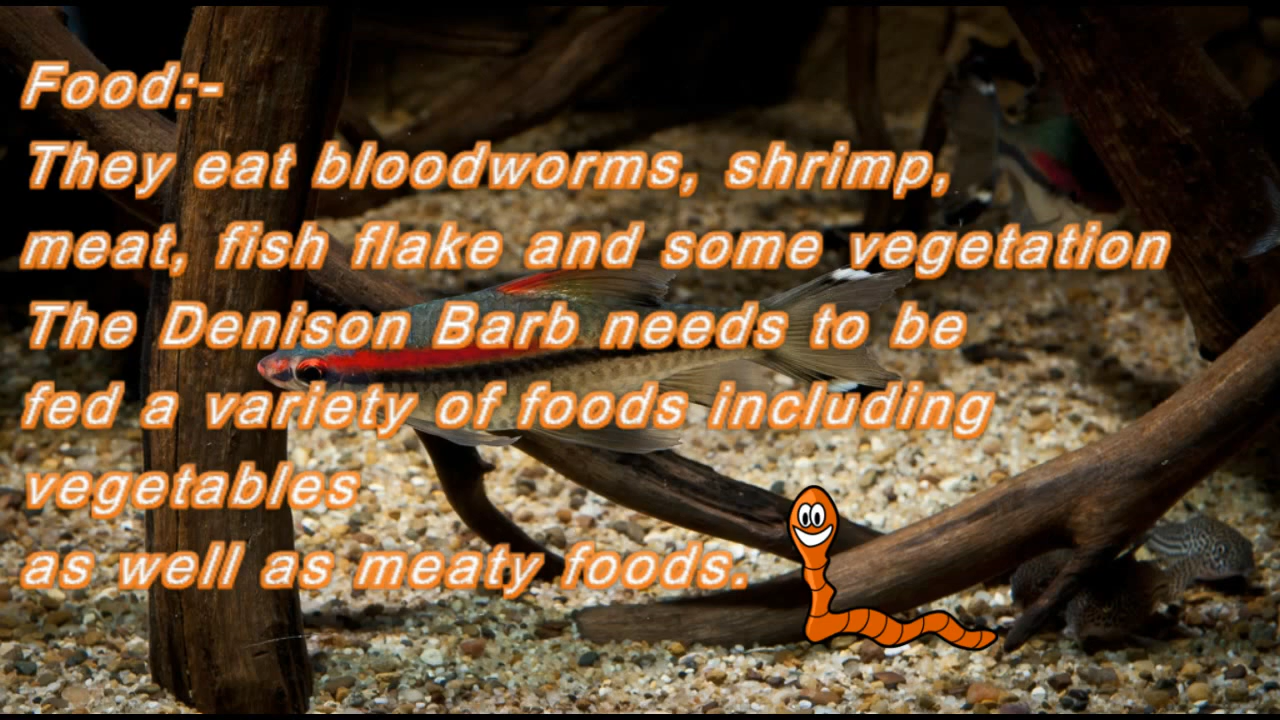 Food:-
They eat bloodworms, shrimp,
meat, fish flake and some vegetation
The Denison Barb needs to be
fed a variety of foods including
vegetables
as well as meaty foods.